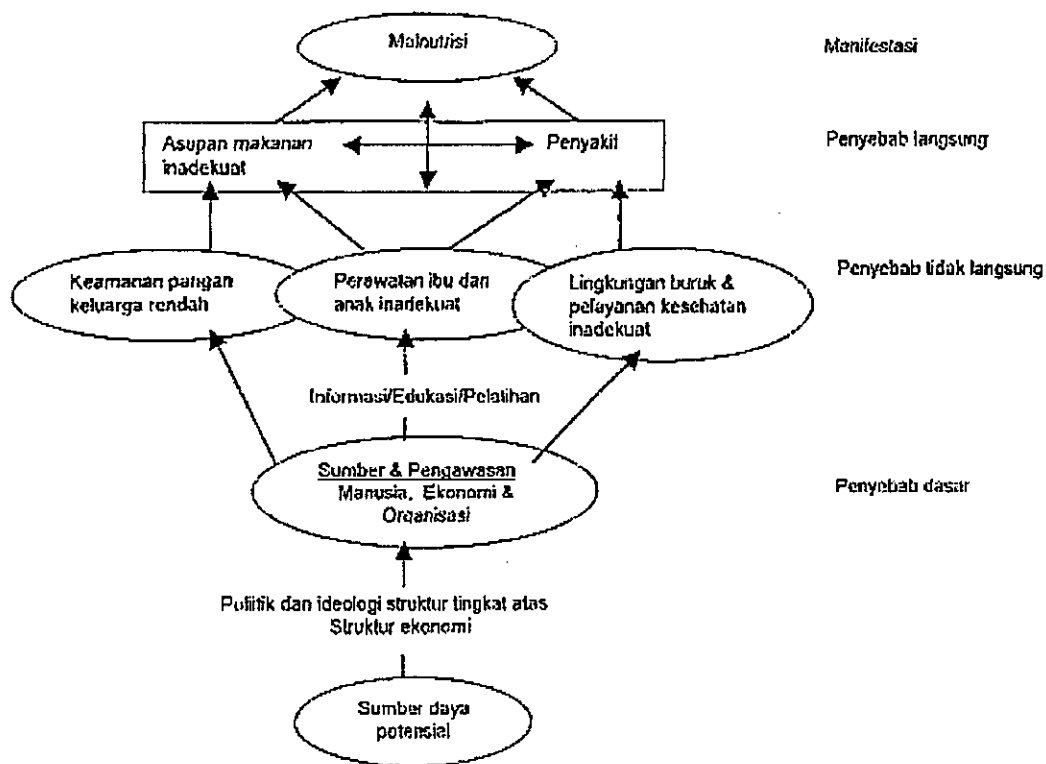 Malnutrisi
Manifestasi
Asupan makanan
inadekuat
Penyakit
Penyebab langsung
Keamanan pangan
keluarga rendah
Perawatan ibu dan
anak inadekuat
Lingkungan buruk &
pelayanan kesehatan
inadekuat
Penyebab tidak langsung
Informasi/Edukasi/Pelatihan
Sumber & Pengawasan
Manusia, Ekonomi &
Organisasi
Penyebab dasar
Poliitik dan ideologi struktur tingkat atas
Struktur ekonomi
Sumber daya
potensial